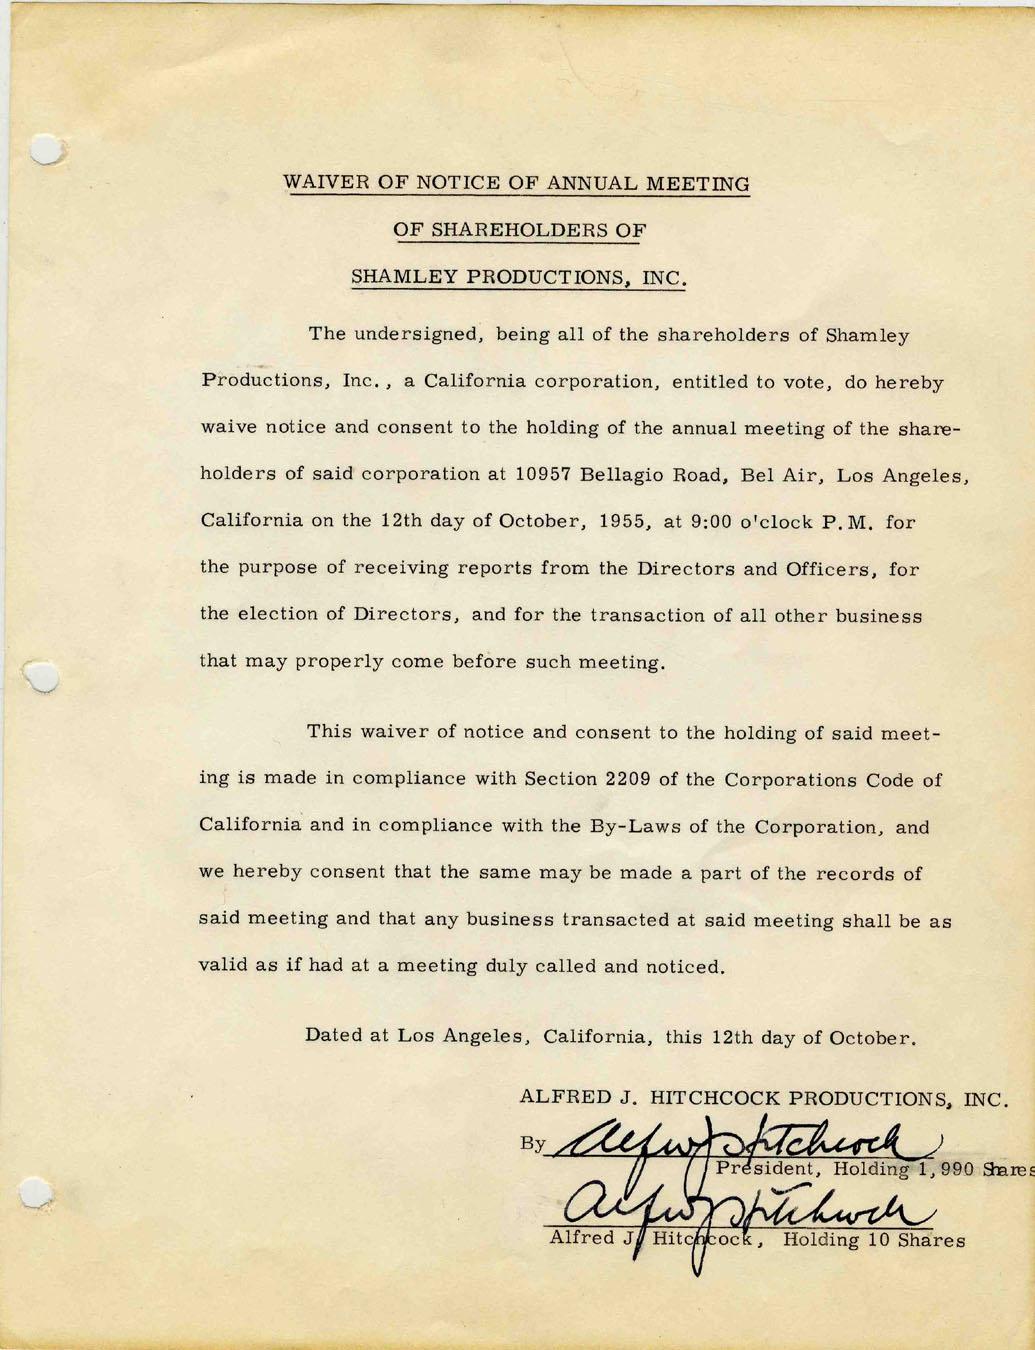 WAIVER OF NOTICE OF ANNUAL MEETING
OF SHAREHOLDERS OF
SHAMLEY PRODUCTIONS, INC.
The undersigned, being all of the shareholders of Shamley
Productions, Inc., a California corporation, entitled to vote, do hereby
waive notice and consent to the holding of the annual meeting of the share-
holders of said corporation at 10957 Bellagio Road, Bel Air, Los Angeles,
California on the 12th day of October, 1955, at 9:00 o'clock P.M. for
the purpose of receiving reports from the Directors and Officers, for
the election of Directors, and for the transaction of all other business
that may properly come before such meeting.
This waiver of notice and consent to the holding of said meet-
ing is made in compliance with Section 2209 of the Corporations Code of
California and in compliance with the By-Laws of the Corporation, and
we hereby consent that the same may be made a part of the records of
said meeting and that any business transacted at said meeting shall be as
valid as if had at a meeting duly called and noticed.
Dated at Los Angeles, California, this 12th day of October.
ALFRED J. HITCHCOCK PRODUCTIONS, INC.
By Alfred J Hitchcock
President, Holding 1,990 Shares
Alfred J Hitchcock
Alfred J. Hitchcock, Holding 10 Shares